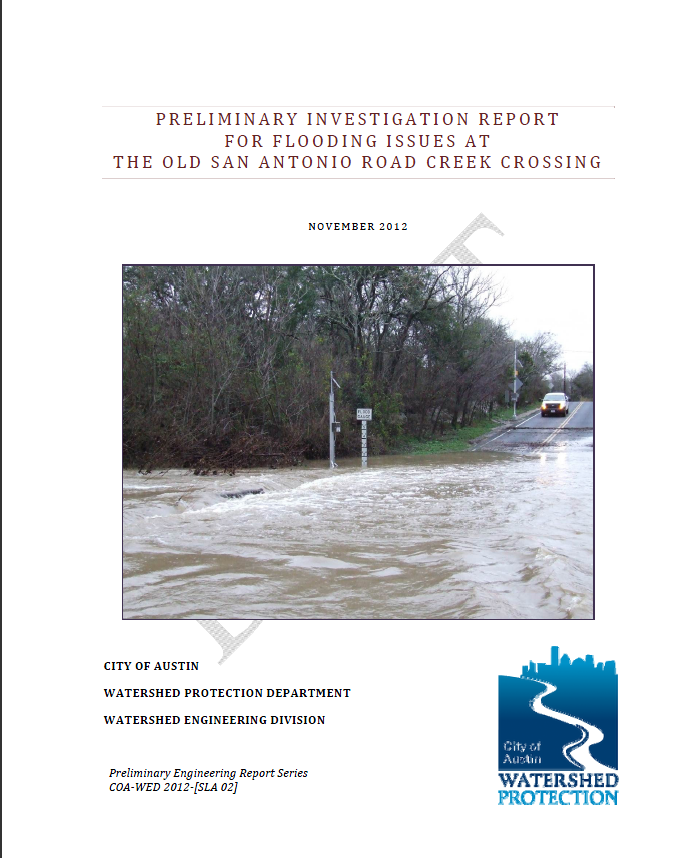 PRELIMINARY INVESTIGATION REPORT
FOR FLOODING ISSUES AT
THE OLD SAN ANTONIO ROAD CREEK CROSSING
NOVEMBER 2012
FLOOD
GAUGE
CITY OF AUSTIN
WATERSHED PROTECTION DEPARTMENT
WATERSHED ENGINEERING DIVISION
Preliminary Engineering Report Series
COA-WED 2012-[SLA 02]
City of
Austin
WATERSHED
PROTECTION